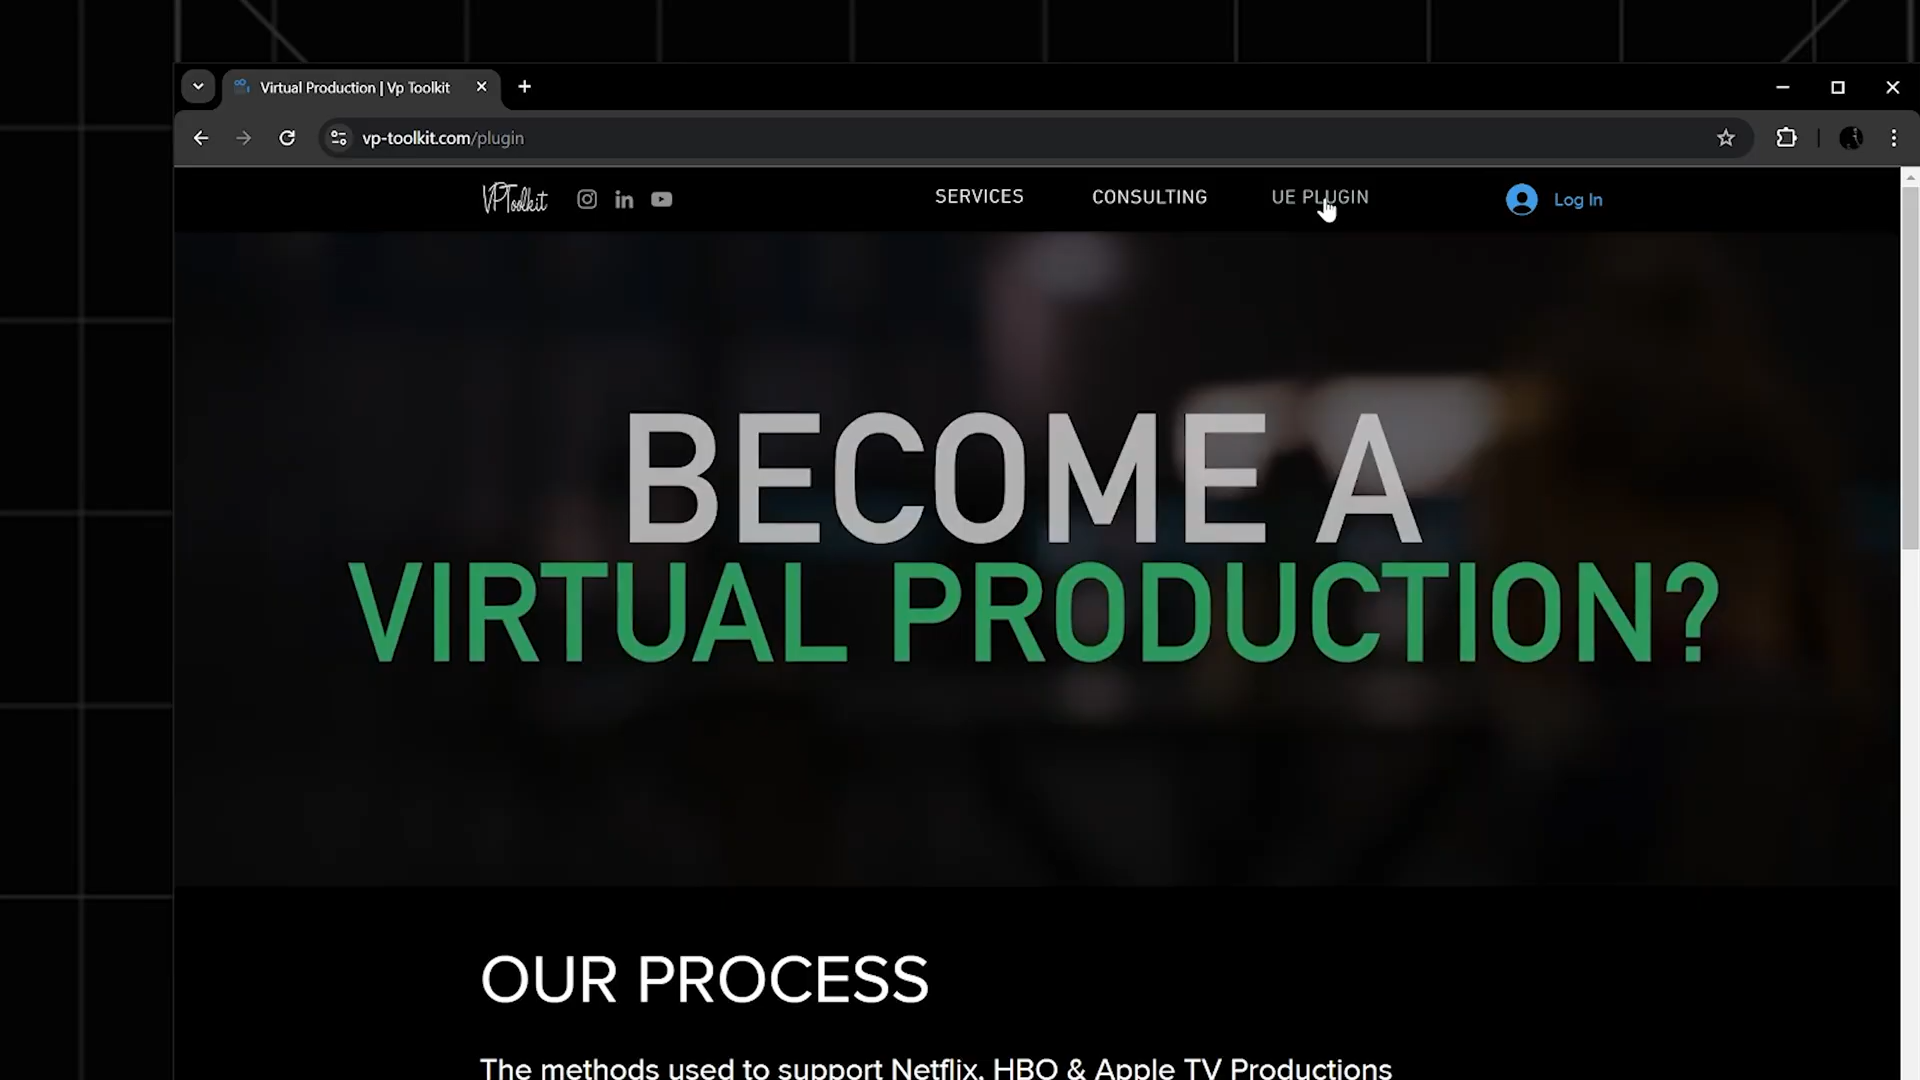 Virtual Production | Vp Toolkit
vp-toolkit.com/plugin
VPToolkit
SERVICES
CONSULTING
UE PLUGIN
Log In
BECOME A
VIRTUAL PRODUCTION?
OUR PROCESS
The methods used to support Netflix, HBO & Apple TV Productions